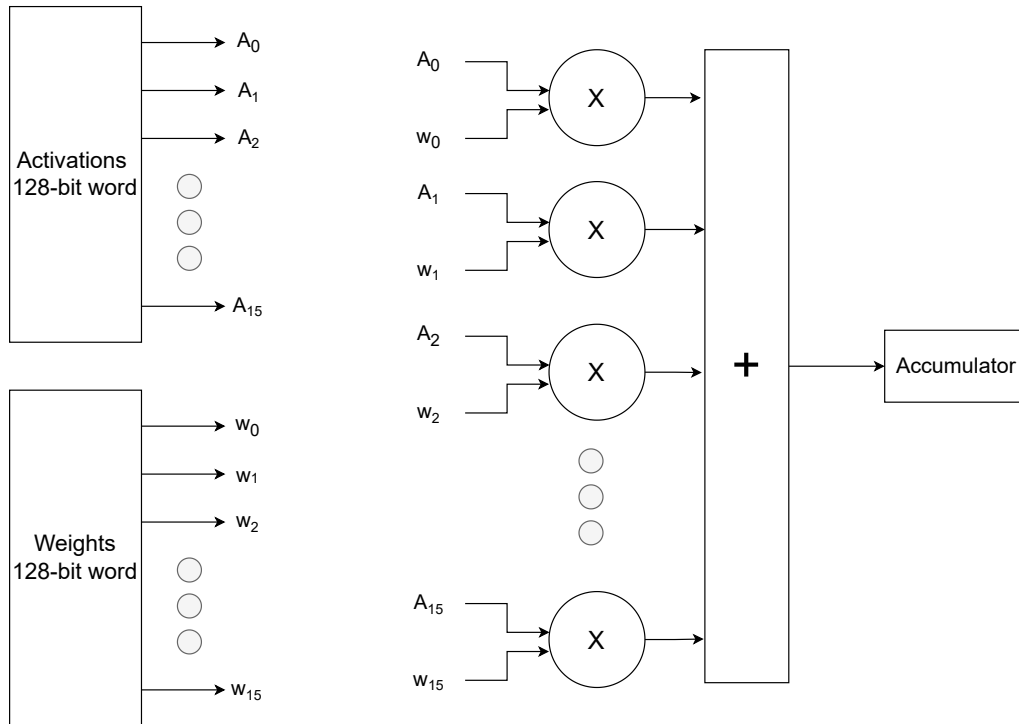 A₀
A₁
A₂
Activations
128-bit word
A₁₅
w₀
w₁
w₂
Weights
128-bit word
w₁₅
A₀
X
w₀
A₁
X
w₁
A₂
X
w₂
A₁₅
X
w₁₅
+
Accumulator